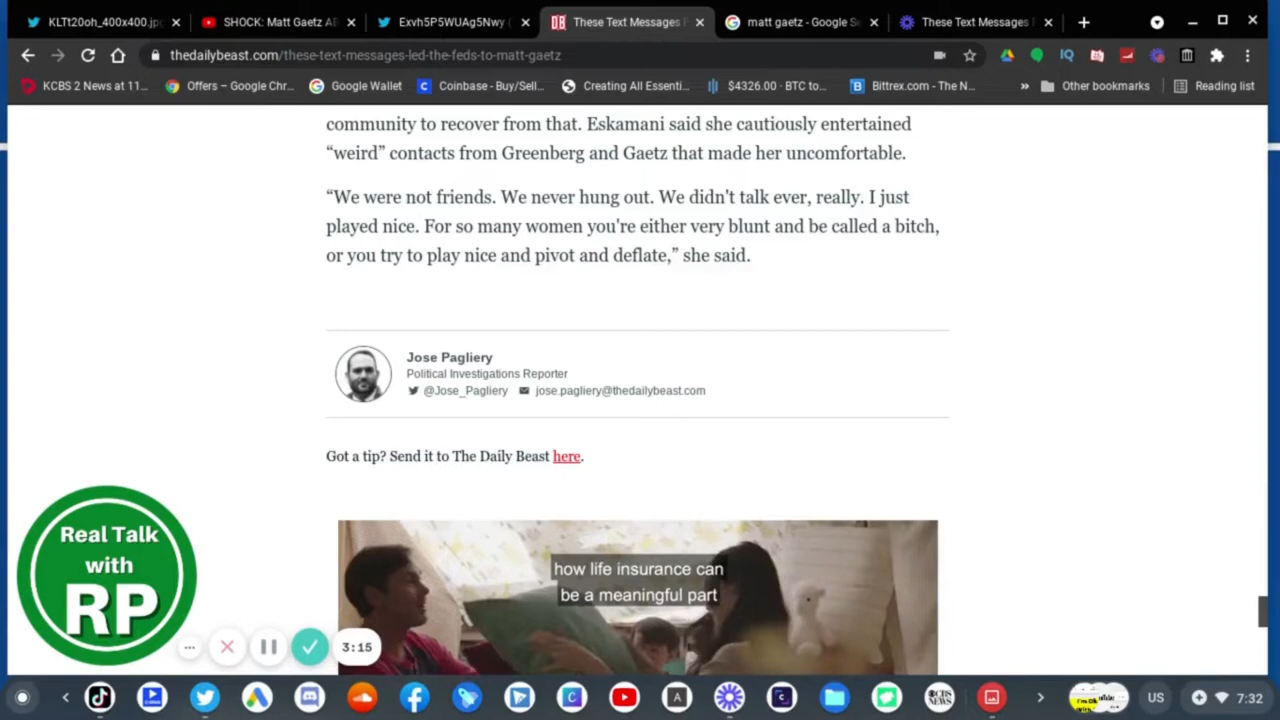 KLTt20oh_400x400.jpg
SHOCK: Matt Gaetz AB
Exvh5P5WUAg5Nwy (
These Text Messages
matt gaetz - Google Se
These Text Messages
thedailybeast.com/these-text-messages-led-the-feds-to-matt-gaetz
KCBS 2 News at 11...
Offers – Google Chr...
Google Wallet
Coinbase - Buy/Sell...
Creating All Essenti...
$4326.00 · BTC to...
Bittrex.com - The N...
Other bookmarks
Reading list
community to recover from that. Eskamani said she cautiously entertained
“weird” contacts from Greenberg and Gaetz that made her uncomfortable.
“We were not friends. We never hung out. We didn't talk ever, really. I just
played nice. For so many women you're either very blunt and be called a bitch,
or you try to play nice and pivot and deflate,” she said.
Jose Pagliery
Political Investigations Reporter
@Jose_Pagliery jose.pagliery@thedailybeast.com
Got a tip? Send it to The Daily Beast here.
how life insurance can
be a meaningful part
Real Talk
with
RP
3:15
US
7:32